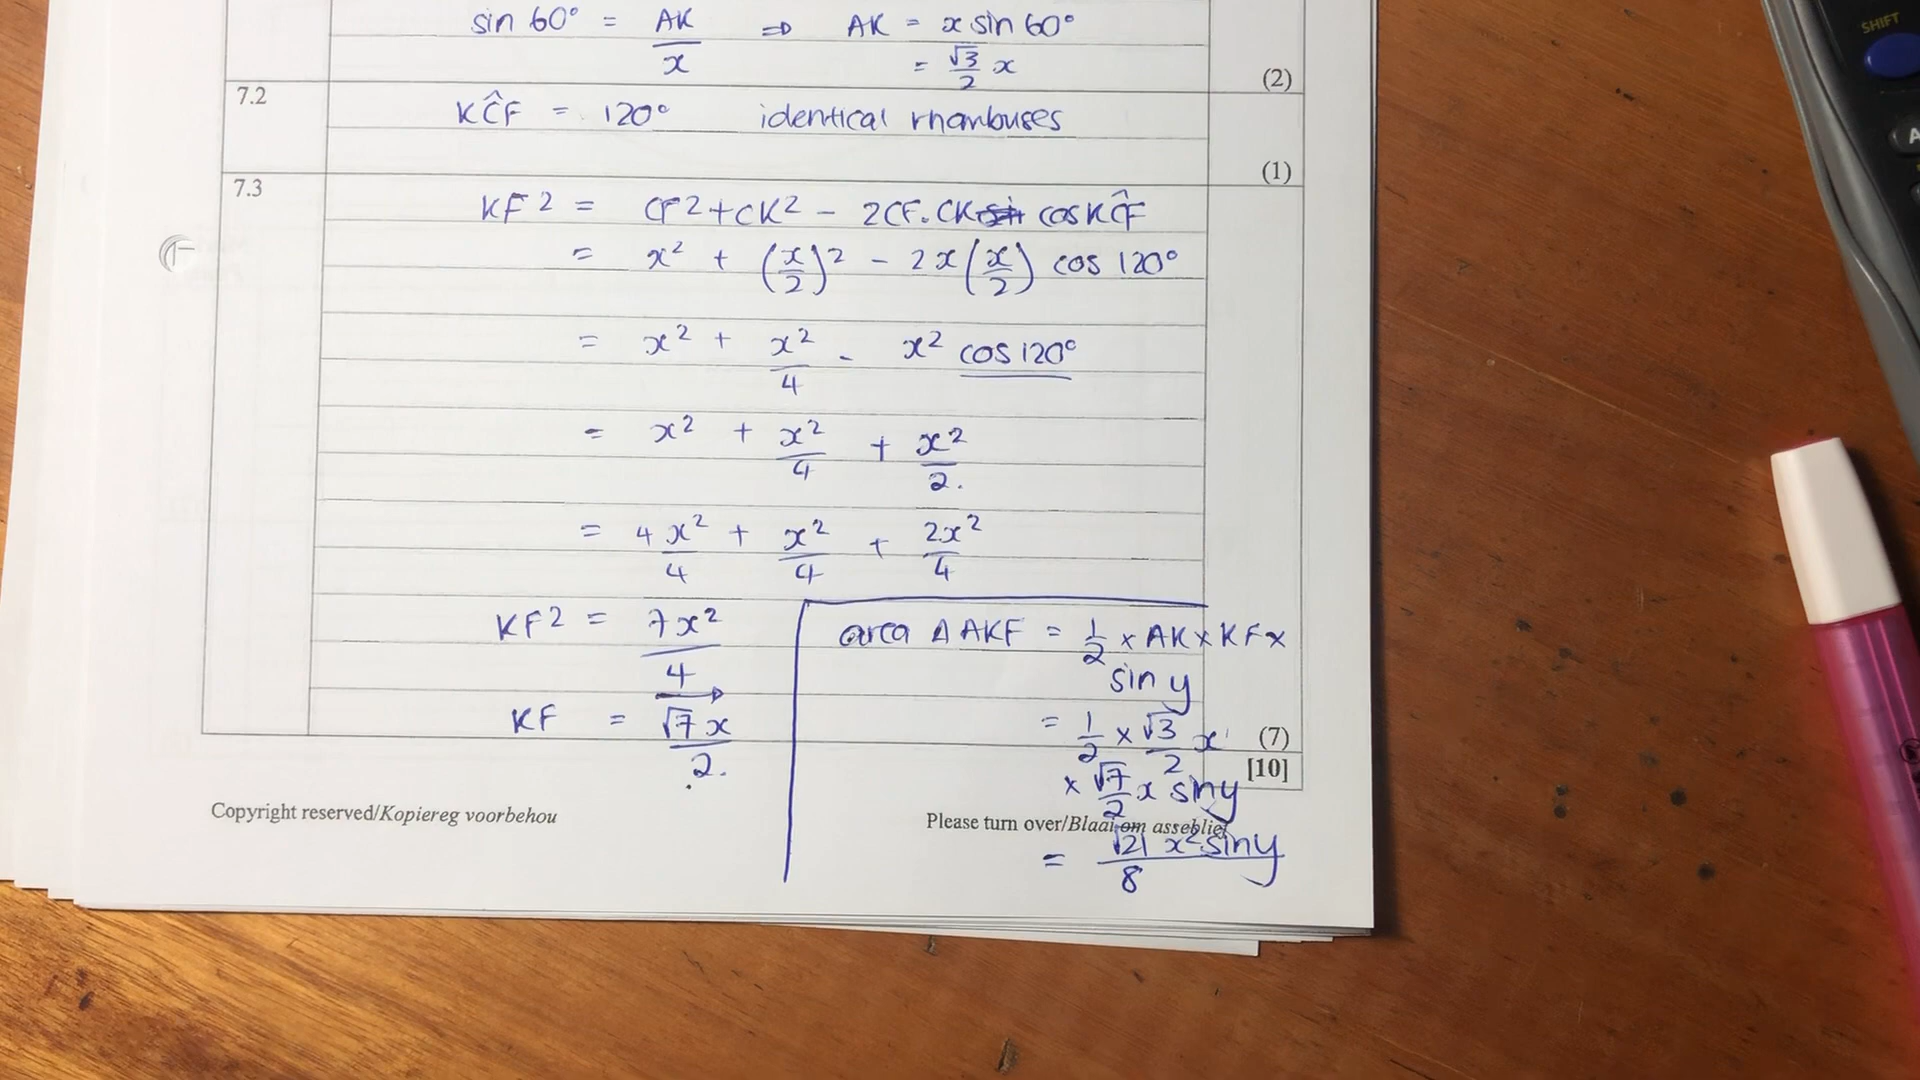 sin 60° = AK/x ⇒ AK = x sin 60°
= √3/2 x
(2)
7.2 KĈF = 120° identical rhombuses
(1)
7.3 KF² = CF² + CK² - 2CF.CK cos KĈF
= x² + (x/2)² - 2x(x/2) cos 120°
= x² + x²/4 - x² cos 120°
= x² + x²/4 + x²/2.
= 4x²/4 + x²/4 + 2x²/4
KF² = 7x²/4
KF = √7 x/2.
area Δ AKF = 1/2 × AK × KF ×
sin y
= 1/2 × √3/2 x
× √7/2 x sin y
= √21 x² sin y/8
(7)
[10]
Copyright reserved/Kopiereg voorbehou
Please turn over/Blaai om asseblief
SHIFT